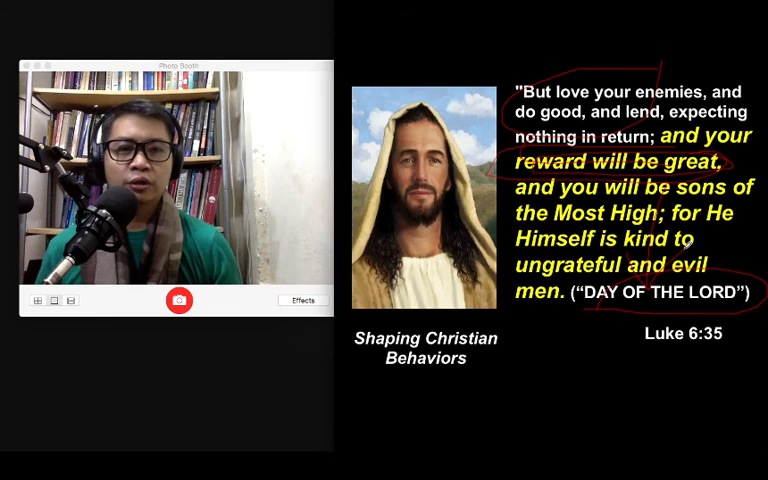 Photo Booth
Effects
"But love your enemies, and
do good, and lend, expecting
nothing in return; and your
reward will be great,
and you will be sons of
the Most High; for He
Himself is kind to
ungrateful and evil
men. (“DAY OF THE LORD”)
Luke 6:35
Shaping Christian
Behaviors